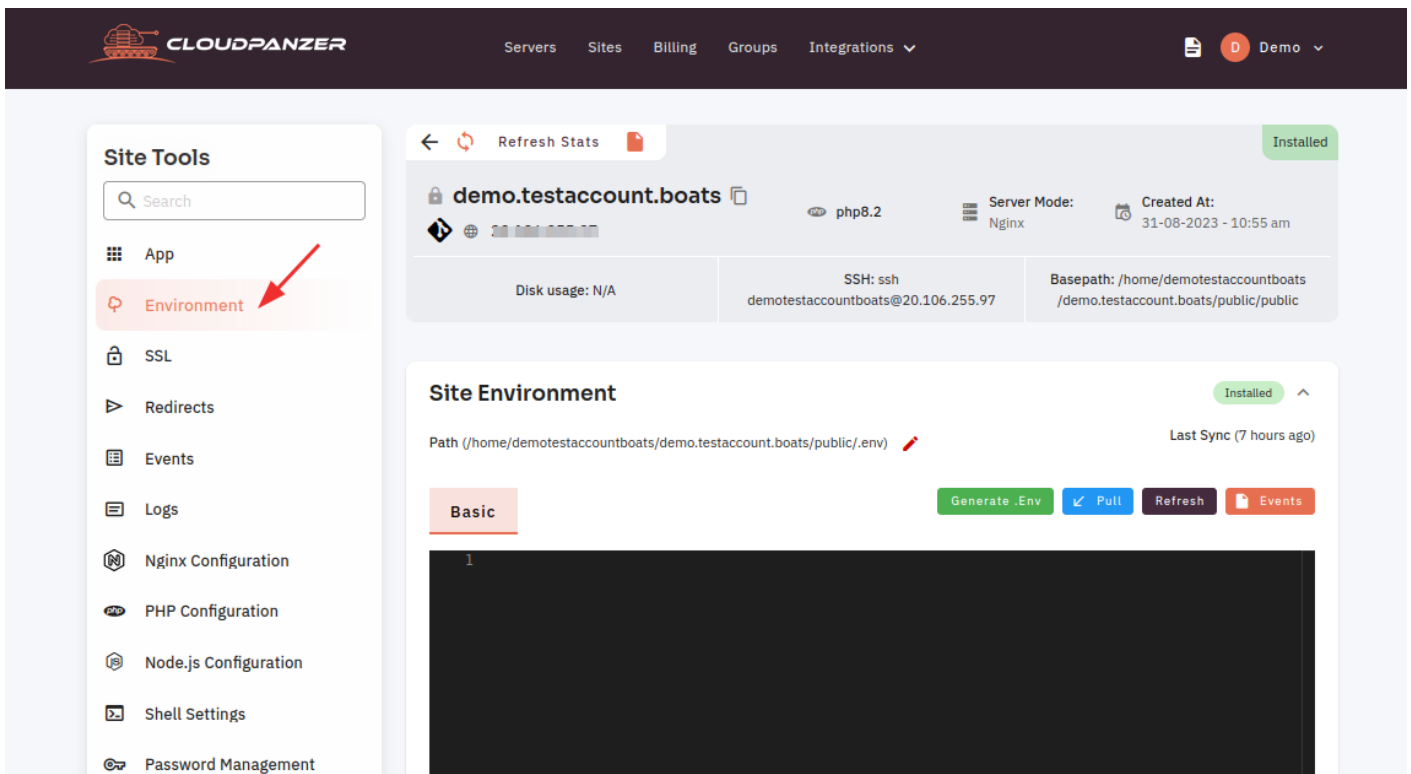 CLOUDPANZER
Servers Sites Billing Groups Integrations
D Demo
Site Tools
Search
App
Environment
SSL
Redirects
Events
Logs
Nginx Configuration
PHP Configuration
Node.js Configuration
Shell Settings
Password Management
Refresh Stats
Installed
demo.testaccount.boats
php php8.2
Server Mode:
Nginx
Created At:
31-08-2023 - 10:55 am
Disk usage: N/A
SSH: ssh
demotestaccountboats@20.106.255.97
Basepath: /home/demotestaccountboats
/demo.testaccount.boats/public/public
Site Environment
Installed
Path (/home/demotestaccountboats/demo.testaccount.boats/public/.env)
Last Sync (7 hours ago)
Basic
Generate .Env Pull Refresh Events
1